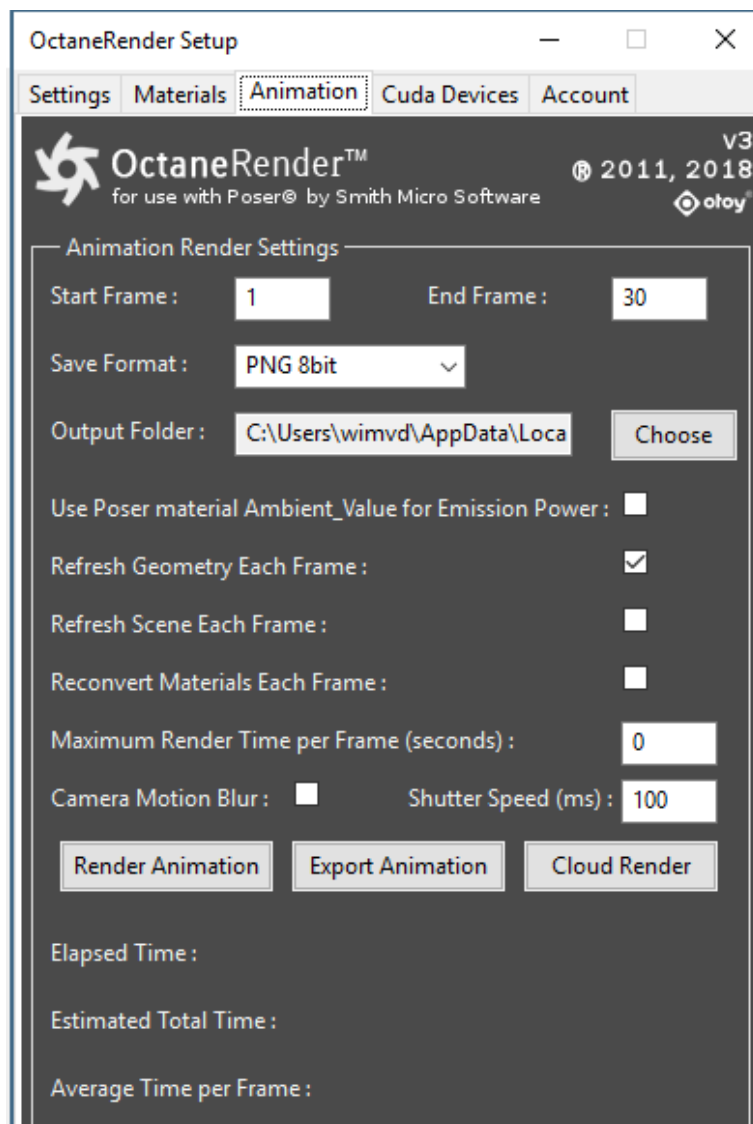 OctaneRender Setup
Settings Materials Animation Cuda Devices Account
OctaneRender™ v3
® 2011, 2018
for use with Poser® by Smith Micro Software
otoy®
Animation Render Settings
Start Frame : 1 End Frame : 30
Save Format : PNG 8bit
Output Folder : C:\Users\wimvd\AppData\Loca Choose
Use Poser material Ambient_Value for Emission Power :
Refresh Geometry Each Frame :
Refresh Scene Each Frame :
Reconvert Materials Each Frame :
Maximum Render Time per Frame (seconds) : 0
Camera Motion Blur : Shutter Speed (ms) : 100
Render Animation Export Animation Cloud Render
Elapsed Time :
Estimated Total Time :
Average Time per Frame :